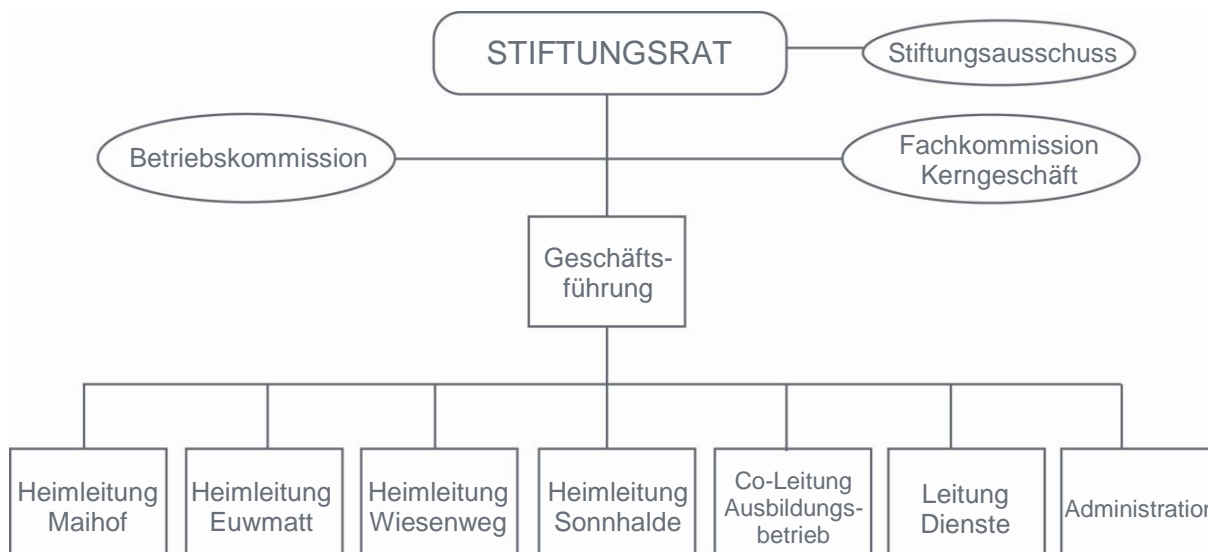 STIFTUNGSRAT
Stiftungsausschuss
Betriebskommission
Fachkommission
Kerngeschäft
Geschäfts-
führung
Heimleitung
Maihof
Heimleitung
Euwmatt
Heimleitung
Wiesenweg
Heimleitung
Sonnhalde
Co-Leitung
Ausbildungs-
betrieb
Leitung
Dienste
Administration